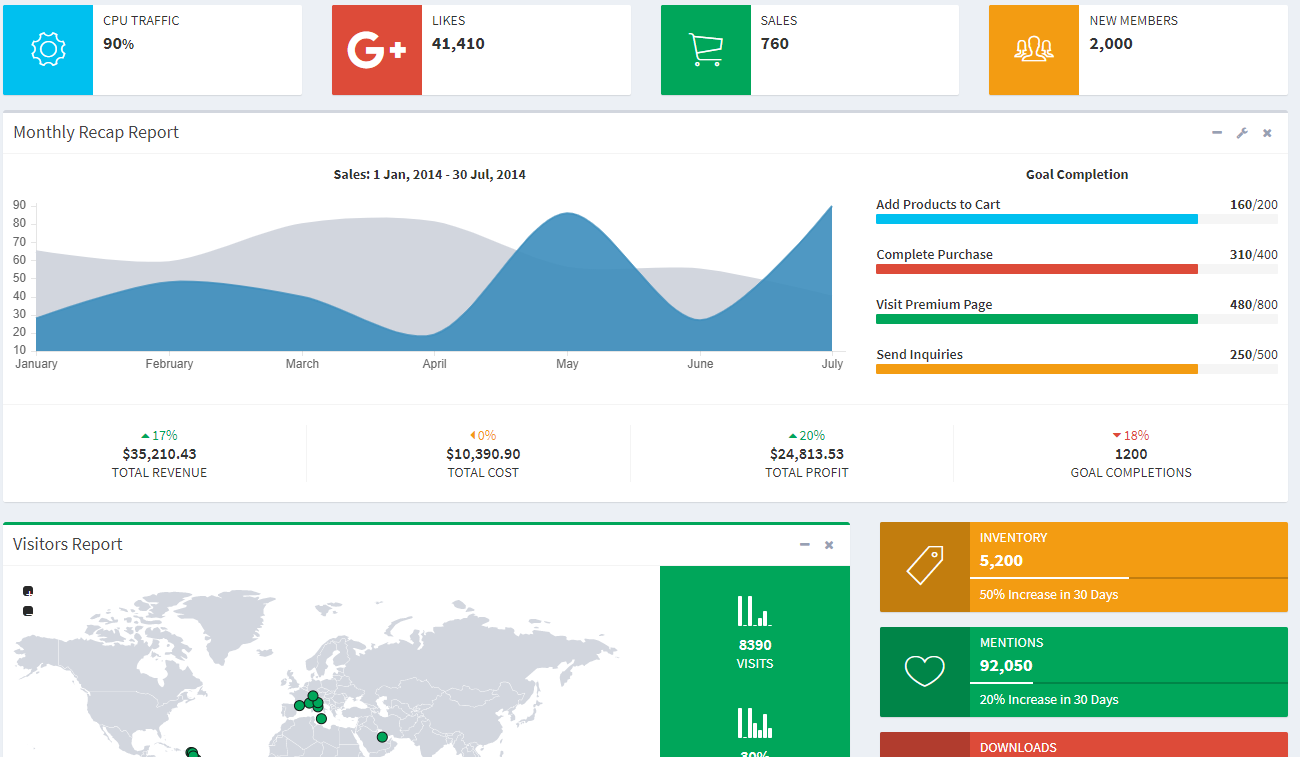 CPU TRAFFIC
90%
G+
LIKES
41,410
SALES
760
NEW MEMBERS
2,000
Monthly Recap Report
Sales: 1 Jan, 2014 - 30 Jul, 2014
90
80
70
60
50
40
30
20
10
January February March April May June July
Goal Completion
Add Products to Cart 160/200
Complete Purchase 310/400
Visit Premium Page 480/800
Send Inquiries 250/500
17%
$35,210.43
TOTAL REVENUE
0%
$10,390.90
TOTAL COST
20%
$24,813.53
TOTAL PROFIT
18%
1200
GOAL COMPLETIONS
Visitors Report
8390
VISITS
30%
INVENTORY
5,200
50% Increase in 30 Days
MENTIONS
92,050
20% Increase in 30 Days
DOWNLOADS